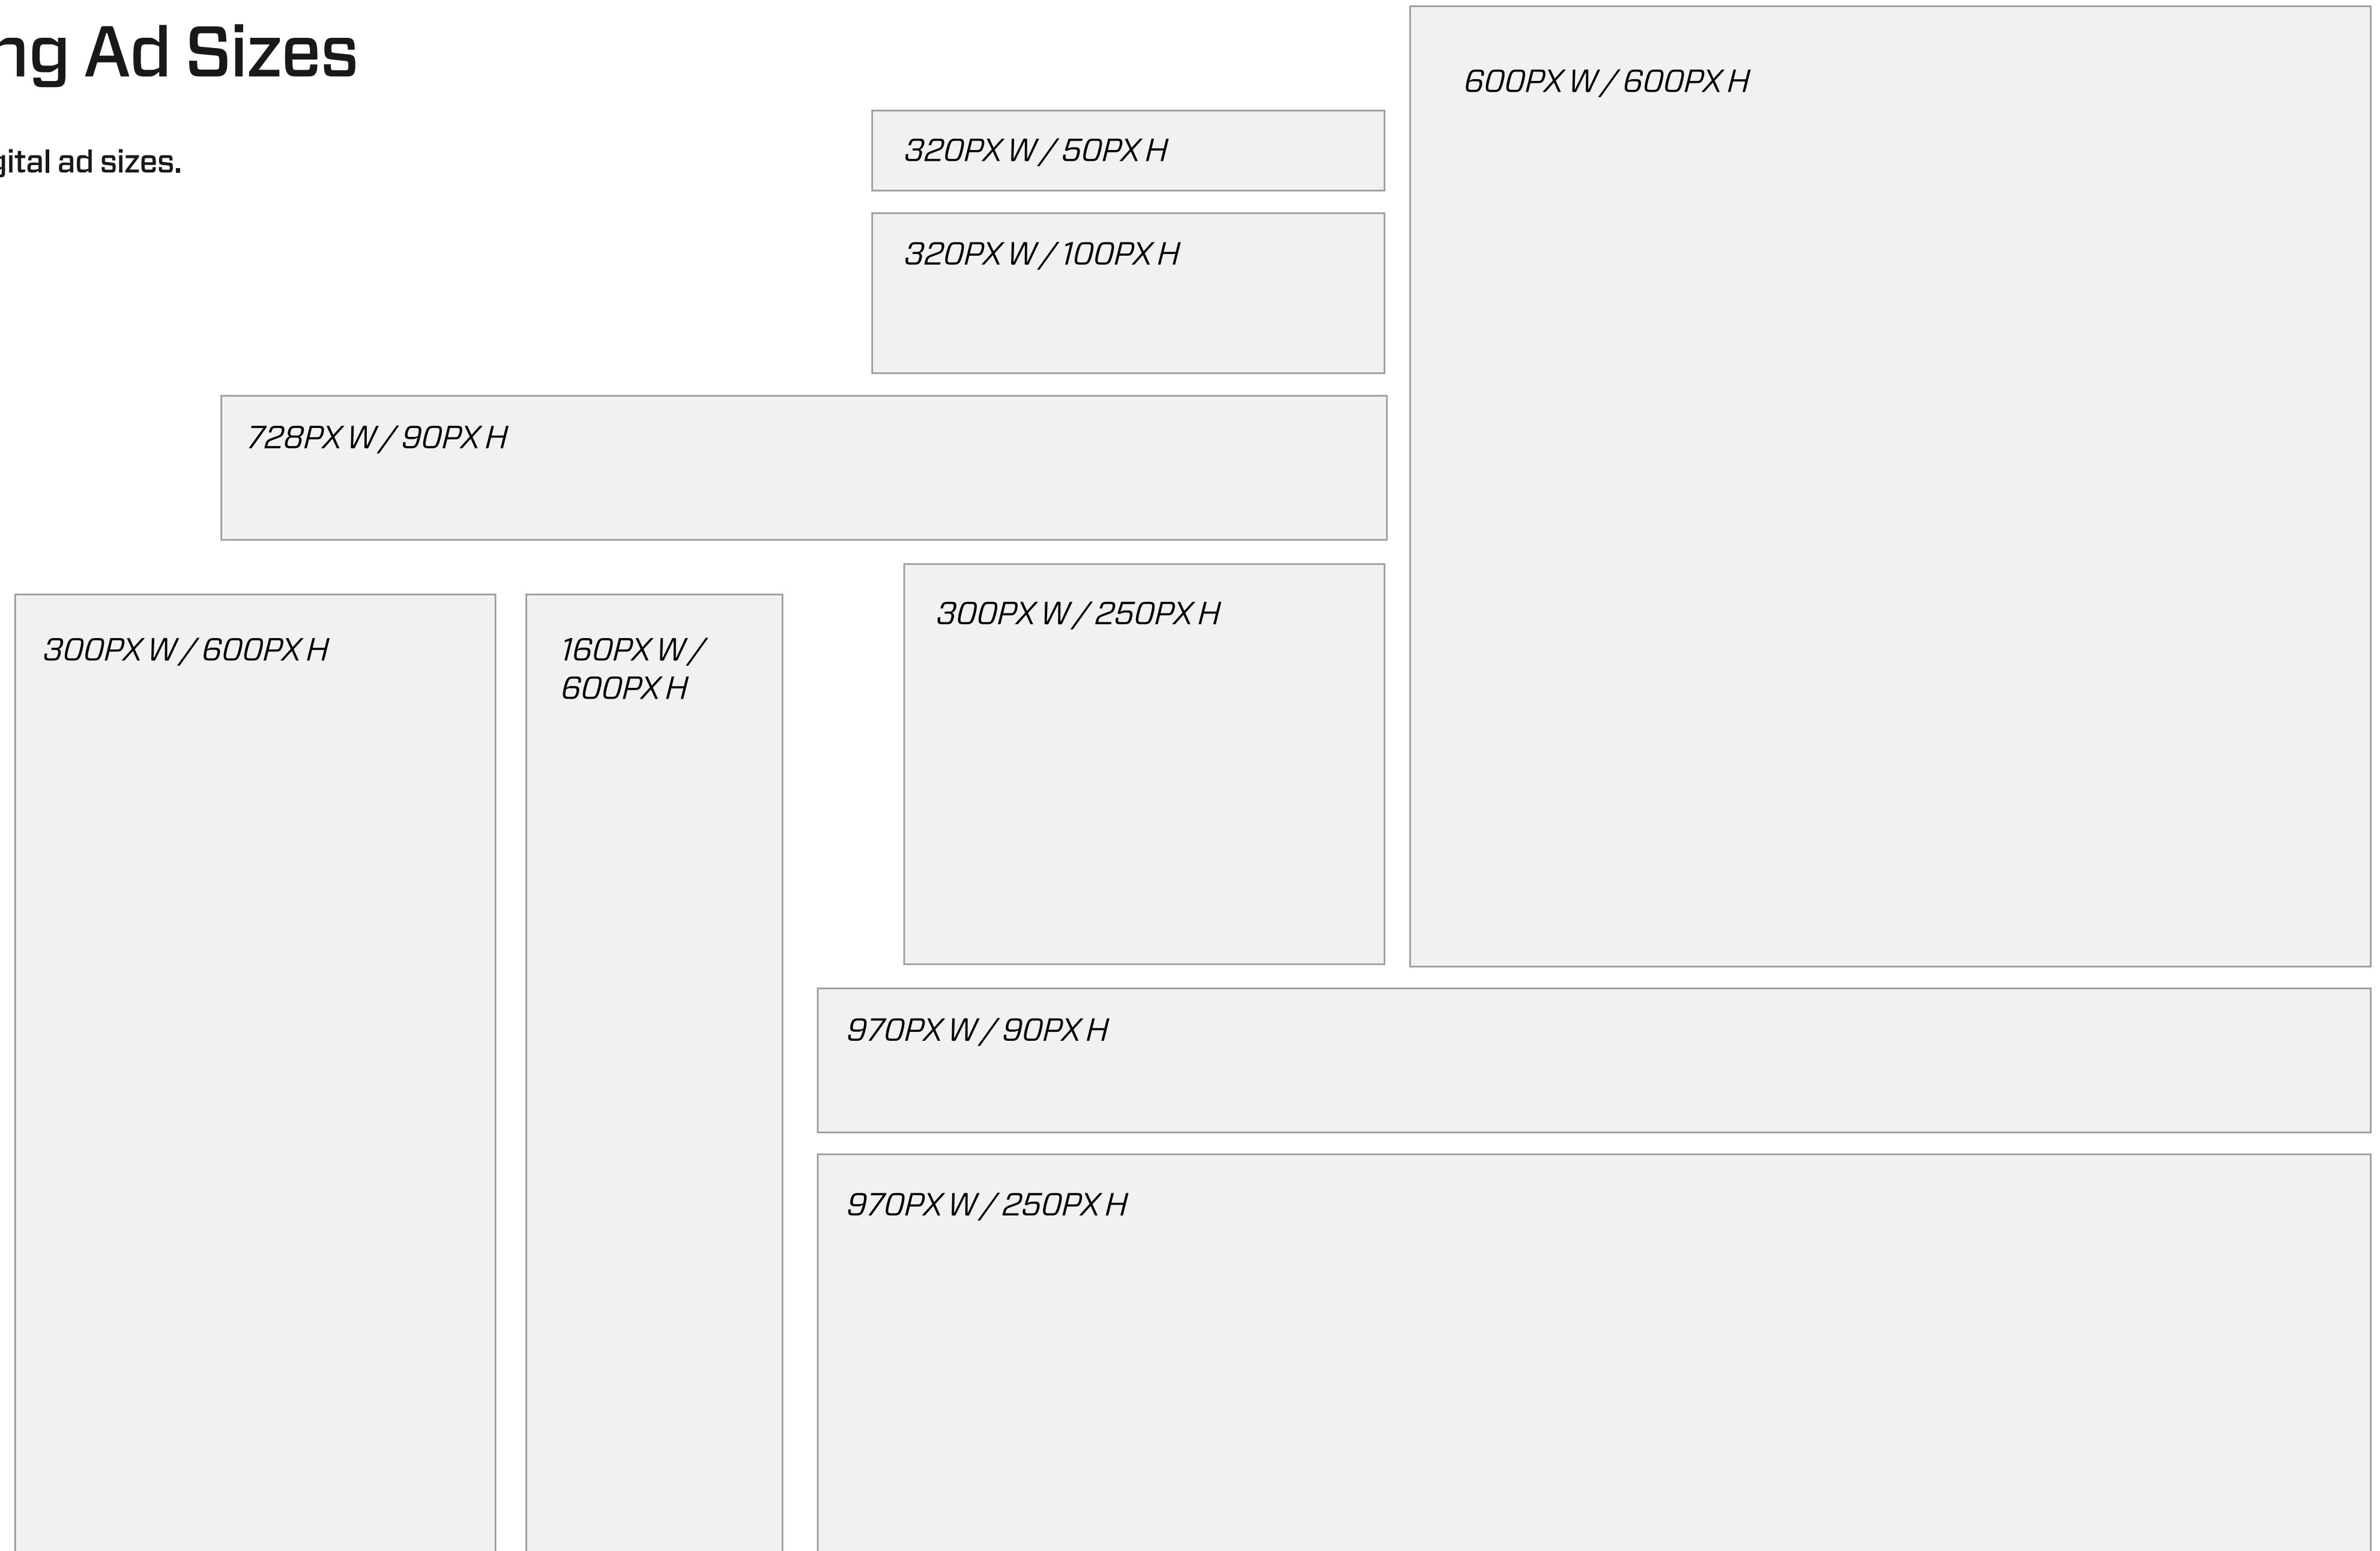 ng Ad Sizes
gital ad sizes.
600PX W / 600PX H
320PX W / 50PX H
320PX W / 100PX H
728PX W / 90PX H
300PX W / 250PX H
300PX W / 600PX H
160PX W /
600PX H
970PX W / 90PX H
970PX W / 250PX H